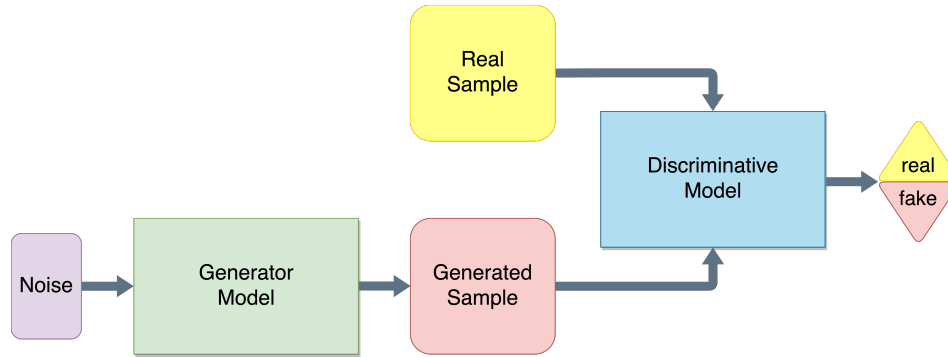 Real
Sample
Discriminative
Model
real
fake
Noise
Generator
Model
Generated
Sample